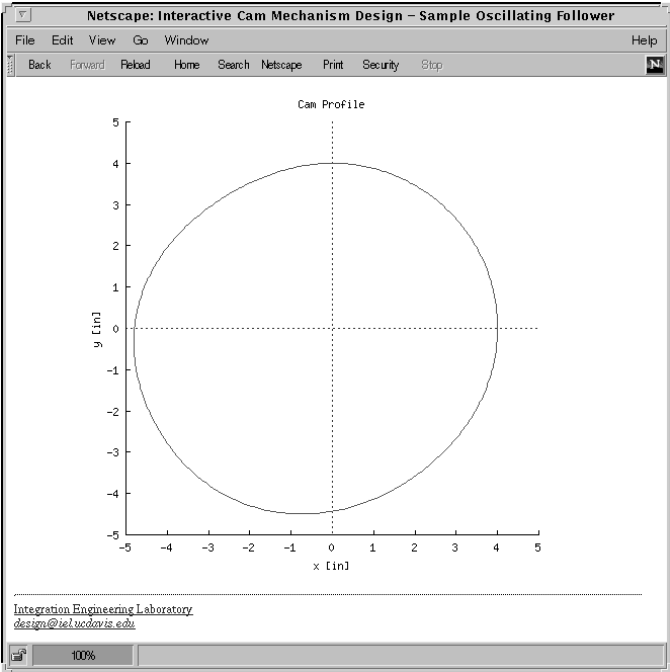 Netscape: Interactive Cam Mechanism Design – Sample Oscillating Follower
File Edit View Go Window Help
Back Forward Reload Home Search Netscape Print Security Stop N
Cam Profile
5
4
3
2
1
0
-1
-2
-3
-4
-5
y [in]
-5 -4 -3 -2 -1 0 1 2 3 4 5
x [in]
Integration Engineering Laboratory
design@iel.ucdavis.edu
100%